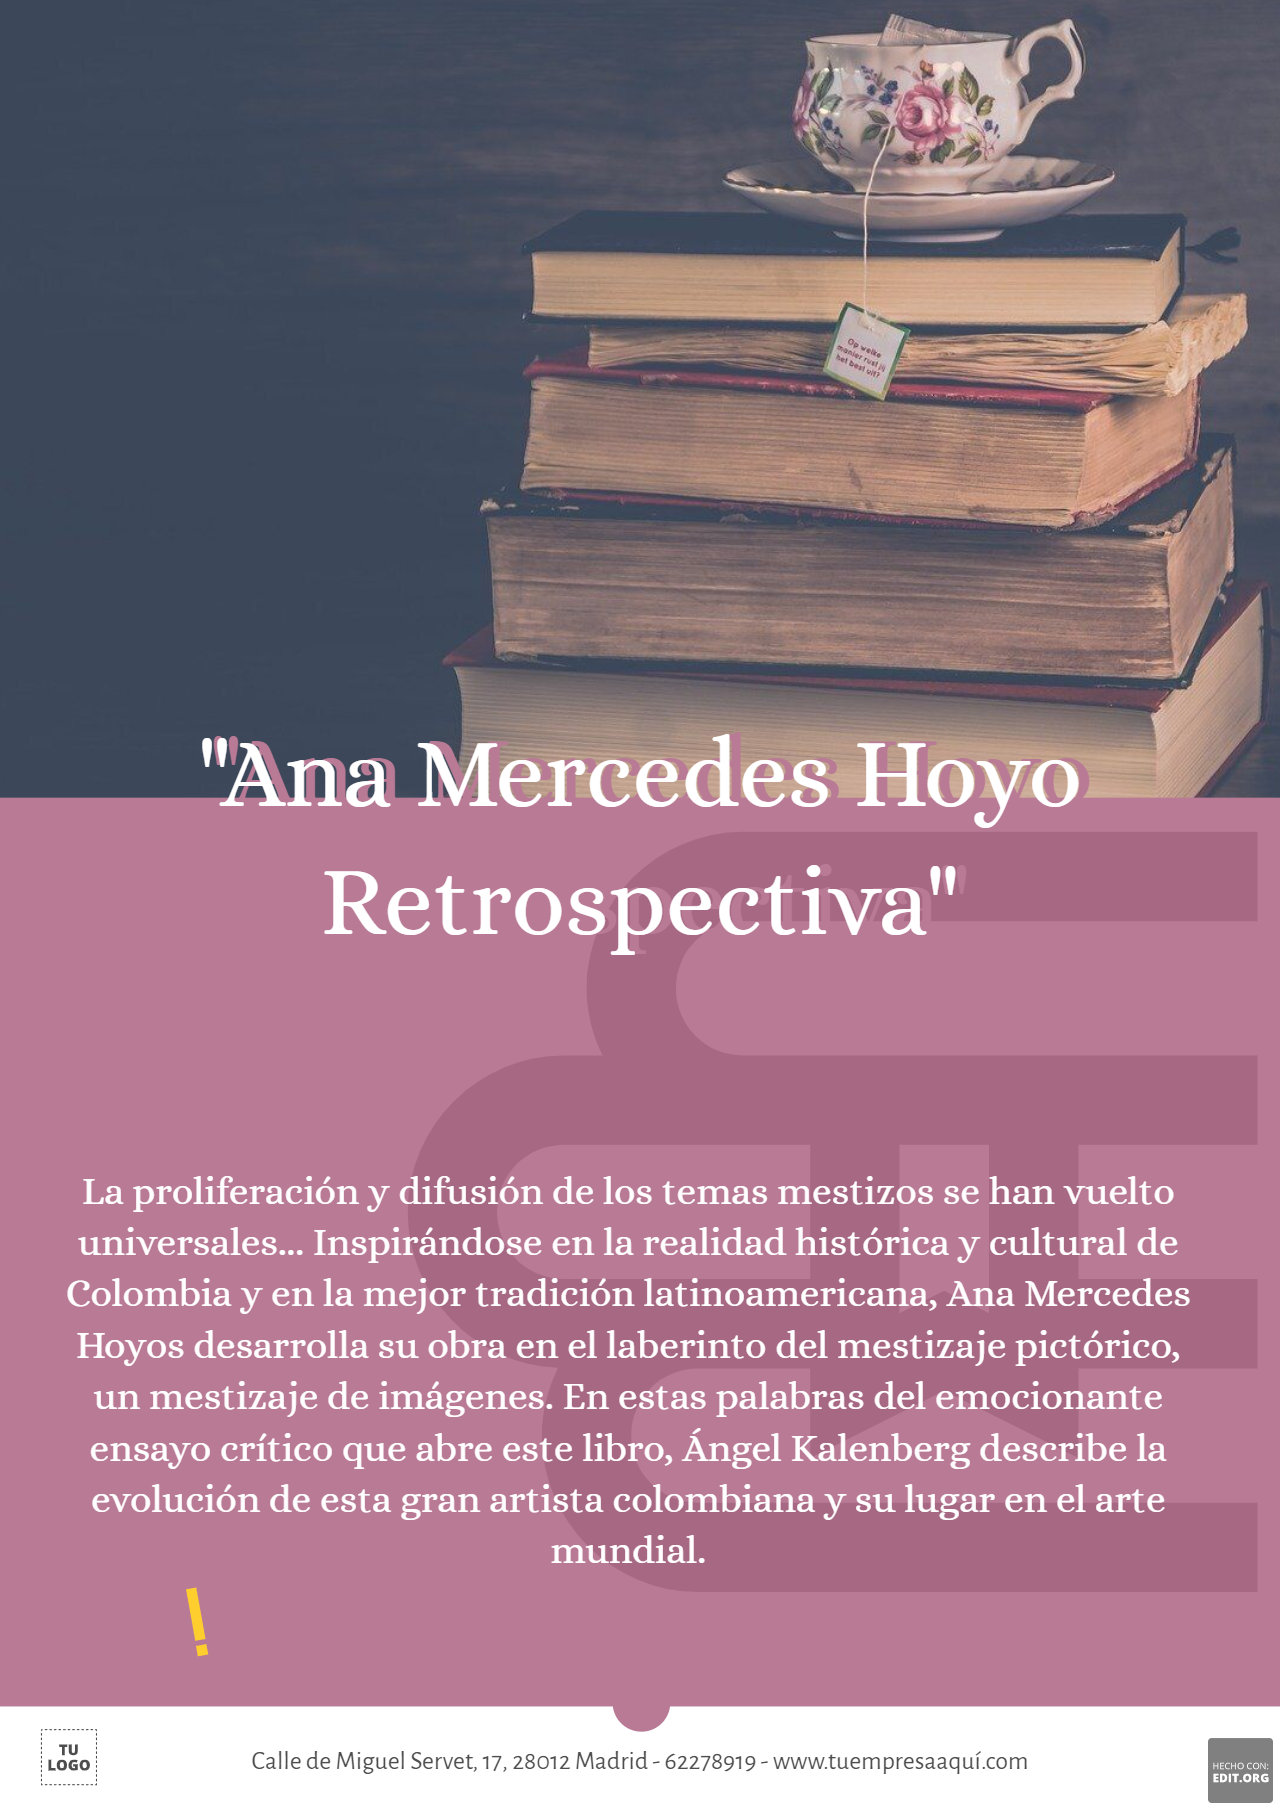 Op welke
manier rust jij
het best uit?
"Ana Mercedes Hoyo
Retrospectiva"
La proliferación y difusión de los temas mestizos se han vuelto
universales... Inspirándose en la realidad histórica y cultural de
Colombia y en la mejor tradición latinoamericana, Ana Mercedes
Hoyos desarrolla su obra en el laberinto del mestizaje pictórico,
un mestizaje de imágenes. En estas palabras del emocionante
ensayo crítico que abre este libro, Ángel Kalenberg describe la
evolución de esta gran artista colombiana y su lugar en el arte
mundial.
!
TU
LOGO
Calle de Miguel Servet, 17, 28012 Madrid - 62278919 - www.tuempresaaquí.com
HECHO CON:
EDIT.ORG